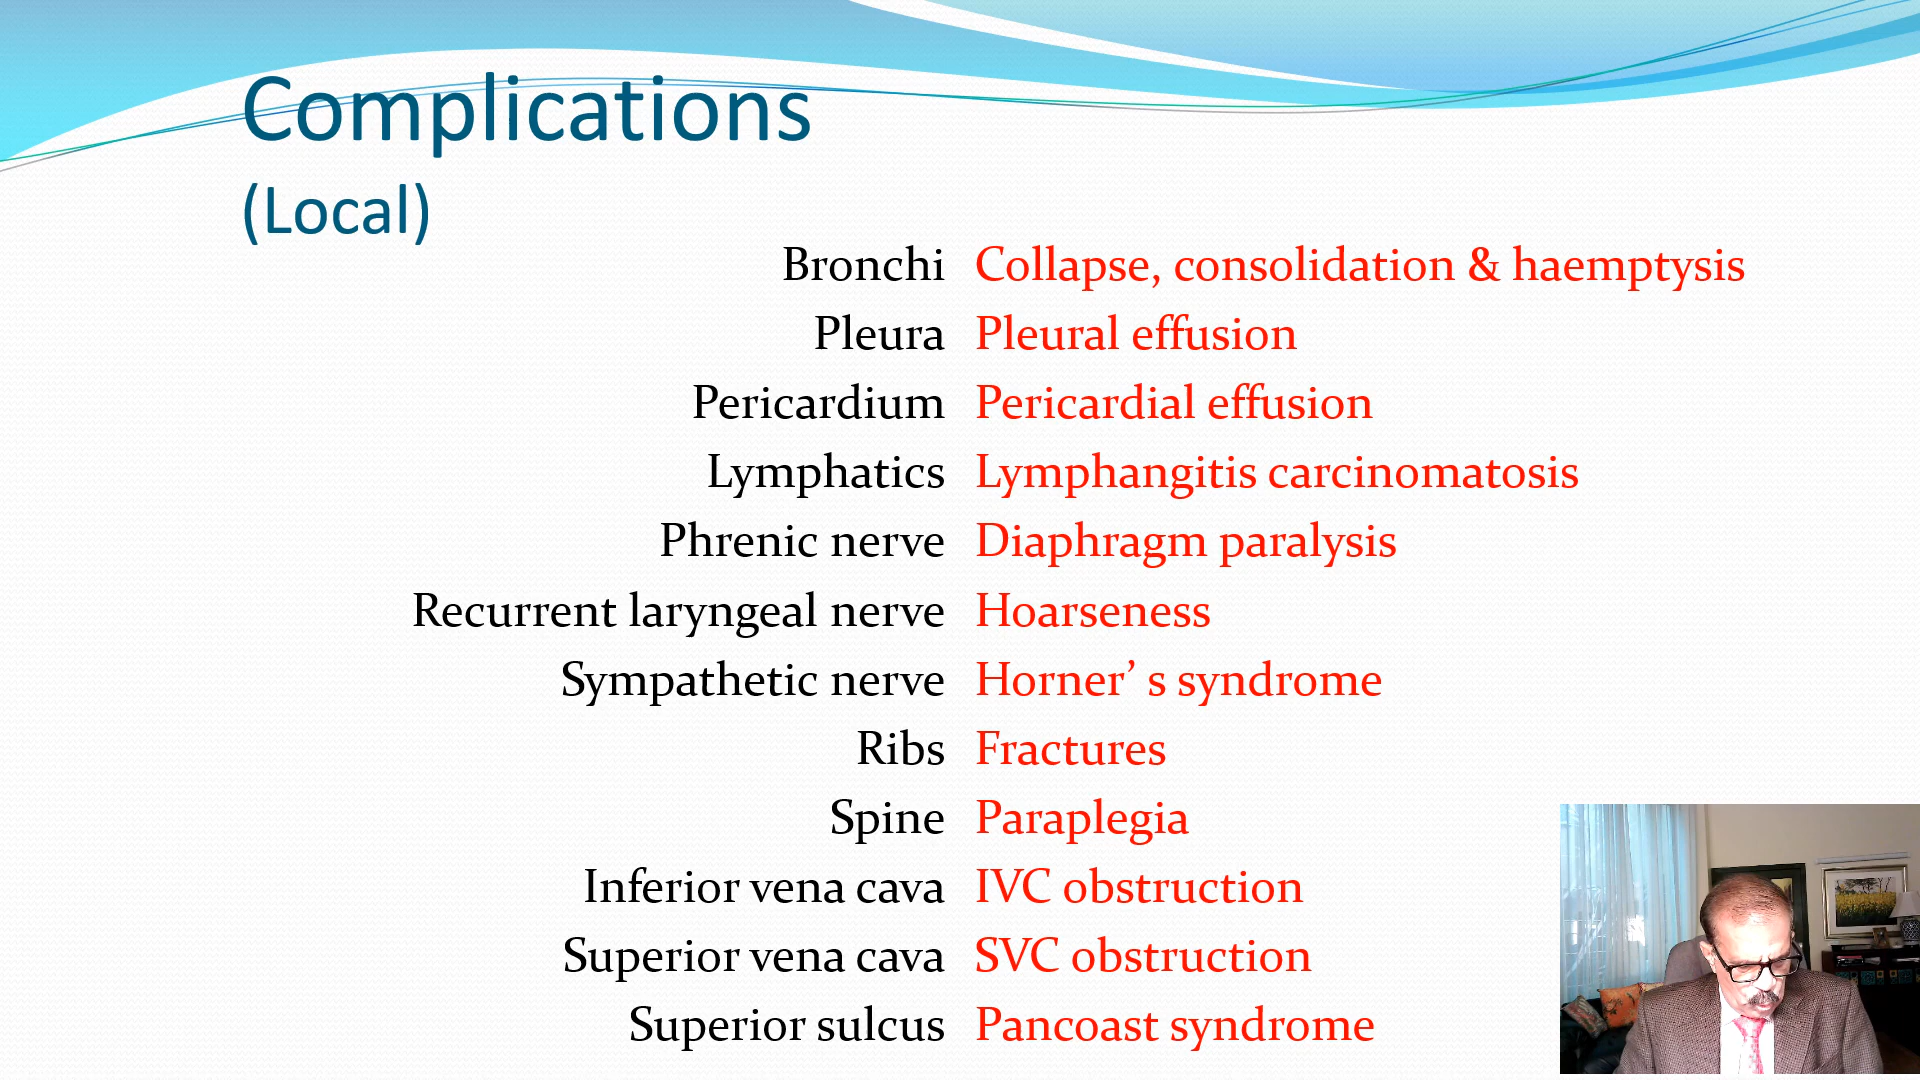 Complications
(Local)
Bronchi Collapse, consolidation & haemptysis
Pleura Pleural effusion
Pericardium Pericardial effusion
Lymphatics Lymphangitis carcinomatosis
Phrenic nerve Diaphragm paralysis
Recurrent laryngeal nerve Hoarseness
Sympathetic nerve Horner’ s syndrome
Ribs Fractures
Spine Paraplegia
Inferior vena cava IVC obstruction
Superior vena cava SVC obstruction
Superior sulcus Pancoast syndrome